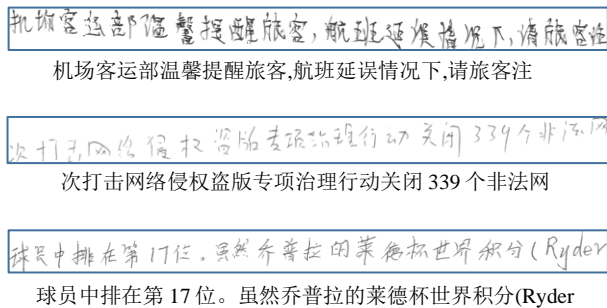 机场客运部温馨提醒旅客,航班延误情况下,请旅客注
机场客运部温馨提醒旅客,航班延误情况下,请旅客注
次打击网络侵权盗版专项治理行动关闭339个非法网
次打击网络侵权盗版专项治理行动关闭 339 个非法网
球员中排在第17位。虽然乔普拉的莱德杯世界积分(Ryder
球员中排在第 17 位。虽然乔普拉的莱德杯世界积分(Ryder